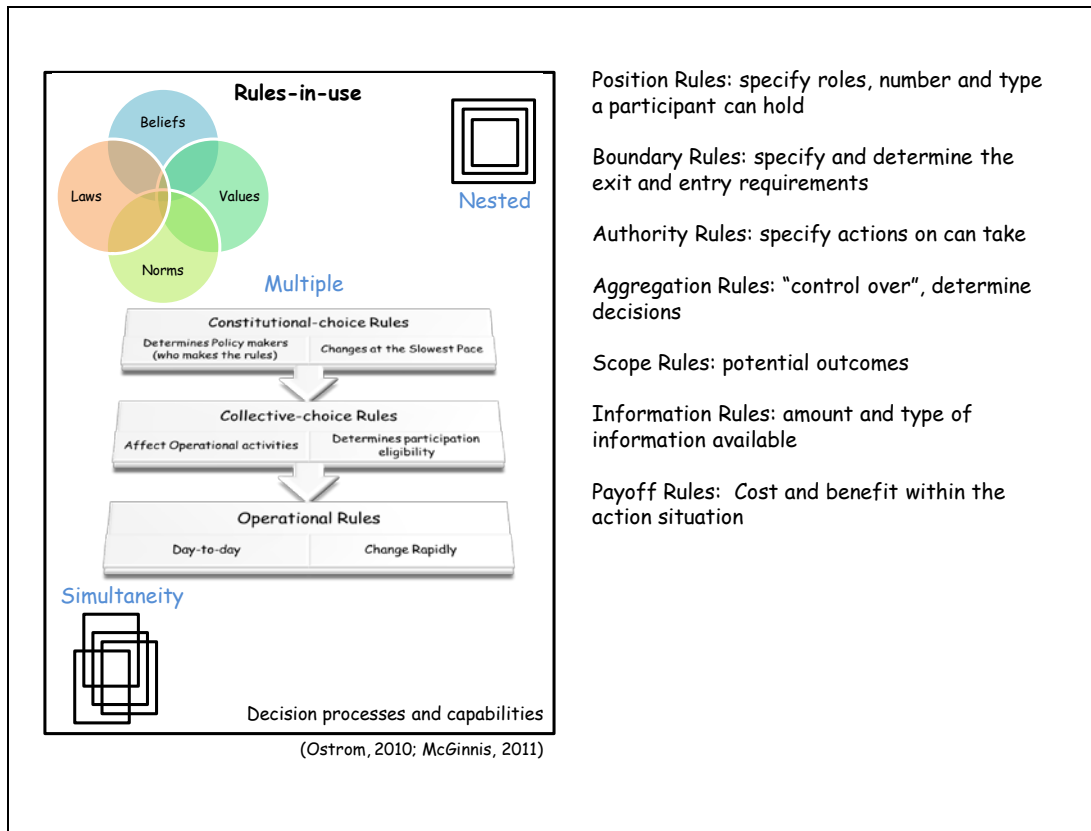 Rules-in-use
Beliefs
Laws
Values
Norms
Nested
Multiple
Constitutional-choice Rules
Determines Policy makers
(who makes the rules)
Changes at the Slowest Pace
Collective-choice Rules
Affect Operational activities
Determines participation
eligibility
Operational Rules
Day-to-day
Change Rapidly
Simultaneity
Decision processes and capabilities
(Ostrom, 2010; McGinnis, 2011)
Position Rules: specify roles, number and type
a participant can hold
Boundary Rules: specify and determine the
exit and entry requirements
Authority Rules: specify actions on can take
Aggregation Rules: “control over”, determine
decisions
Scope Rules: potential outcomes
Information Rules: amount and type of
information available
Payoff Rules:  Cost and benefit within the
action situation